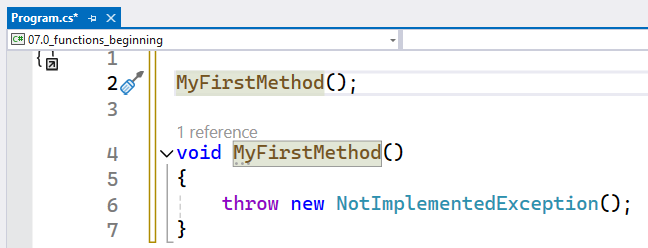 Program.cs*
C# 07.0_functions_beginning
1
2 MyFirstMethod();
3
1 reference
4 void MyFirstMethod()
5 {
6 throw new NotImplementedException();
7 }